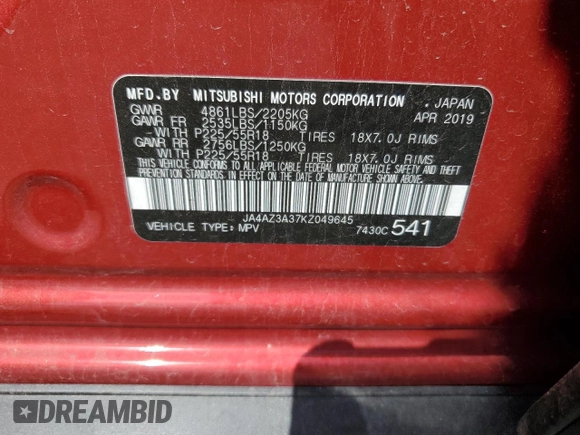 MFD.BY MITSUBISHI MOTORS CORPORATION . JAPAN
GVWR 4861LBS/2205KG APR 2019
GAWR FR 2535LBS/1150KG
-WITH P225/55R18 TIRES 18X7.0J RIMS
GAWR RR 2756LBS/1250KG
-WITH P225/55R18 TIRES 18X7.0J RIMS
THIS VEHICLE CONFORMS TO ALL APPLICABLE FEDERAL MOTOR VEHICLE SAFETY AND THEFT
PREVENTION STANDARDS IN EFFECT ON THE DATE OF MANUFACTURE SHOWN ABOVE.
JA4AZ3A37KZ049645
VEHICLE TYPE: MPV 7430C 541
DREAMBID